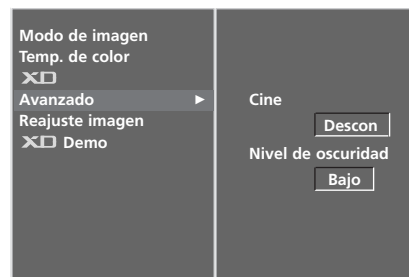 Modo de imagen
Temp. de color
XD
Avanzado ►
Reajuste imagen
XD Demo
Cine
Descon
Nivel de oscuridad
Bajo